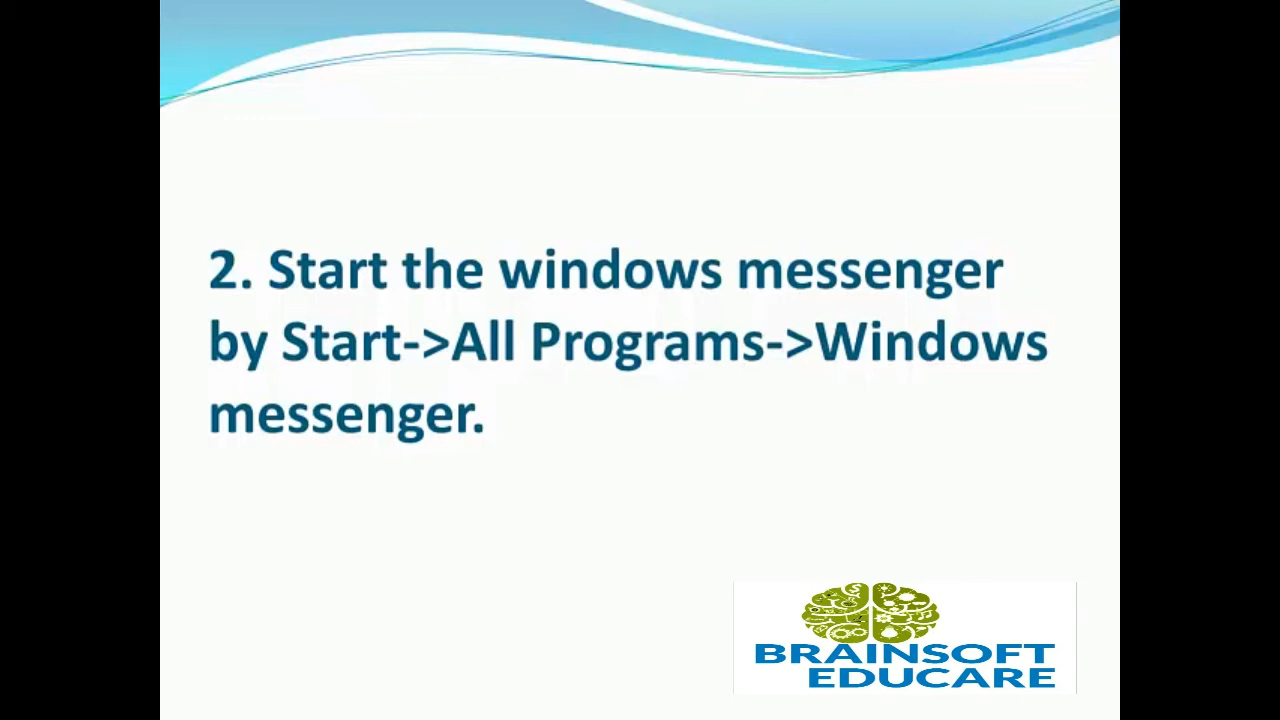 2. Start the windows messenger
by Start->All Programs->Windows
messenger.
BRAINSOFT
EDUCARE